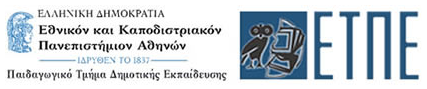 ΕΛΛΗΝΙΚΗ ΔΗΜΟΚΡΑΤΙΑ
Εθνικόν και Καποδιστριακόν
Πανεπιστήμιον Αθηνών
ΙΔΡΥΘΕΝ ΤΟ 1837
Παιδαγωγικό Τμήμα Δημοτικής Εκπαίδευσης
ΕΤΠΕ